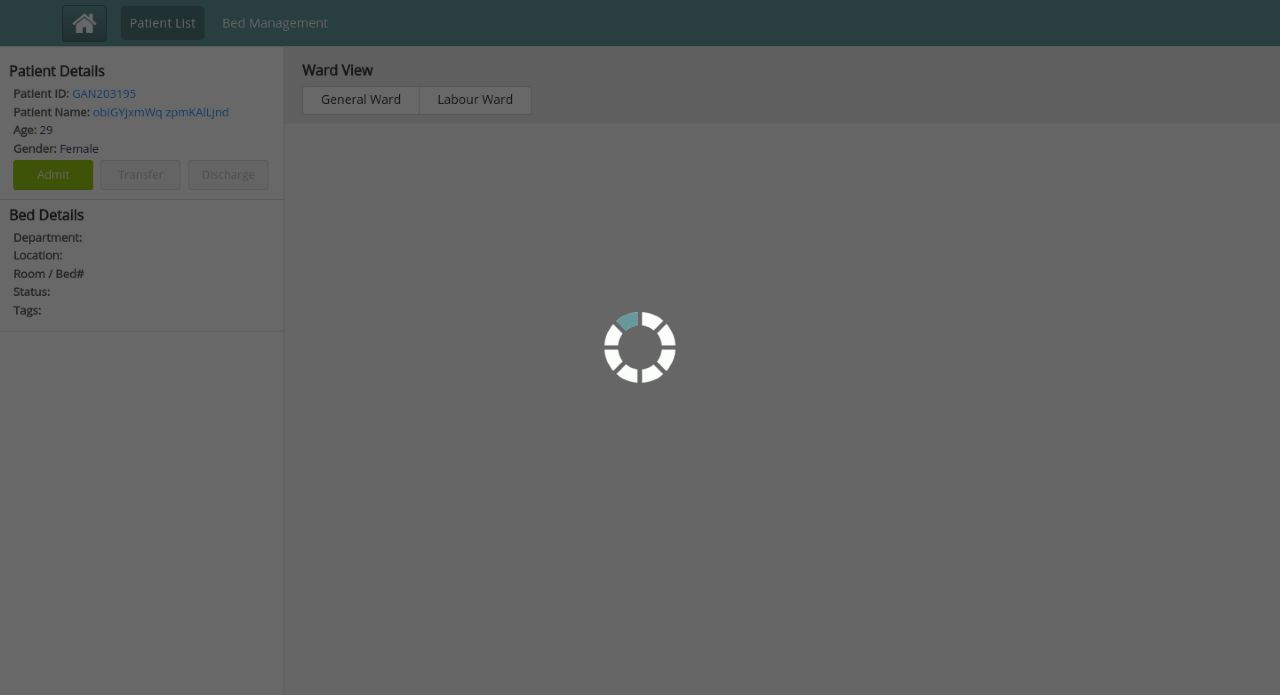 Patient List Bed Management
Patient Details
Patient ID: GAN203195
Patient Name: obiGYjxmWq zpmKAlLjnd
Age: 29
Gender: Female
Admit Transfer Discharge
Bed Details
Department:
Location:
Room / Bed#
Status:
Tags:
Ward View
General Ward Labour Ward